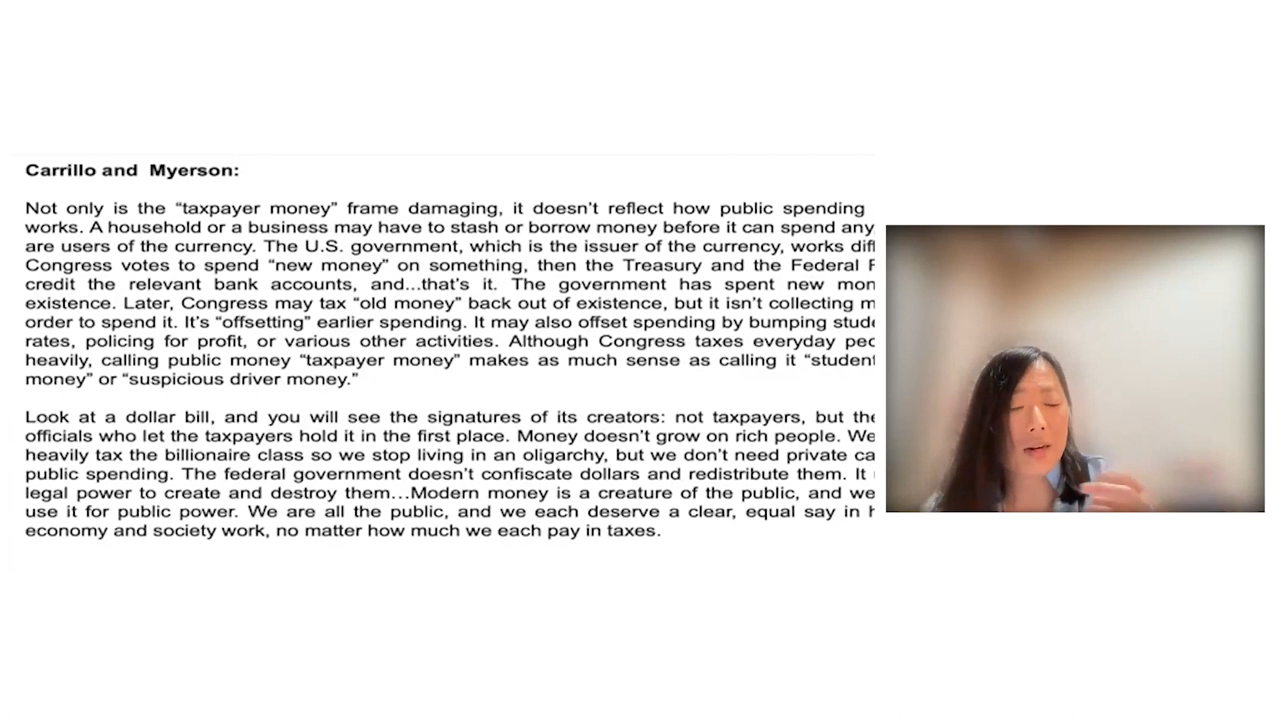 Carrillo and Myerson:
Not only is the “taxpayer money” frame damaging, it doesn’t reflect how public spending
works. A household or a business may have to stash or borrow money before it can spend any
are users of the currency. The U.S. government, which is the issuer of the currency, works
Congress votes to spend “new money” on something, then the Treasury and the Federal
credit the relevant bank accounts, and...that’s it. The government has spent new
existence. Later, Congress may tax “old money” back out of existence, but it isn’t collecting
order to spend it. It’s “offsetting” earlier spending. It may also offset spending by bumping
rates, policing for profit, or various other activities. Although Congress taxes everyday
heavily, calling public money “taxpayer money” makes as much sense as calling it “student
money” or “suspicious driver money.”
Look at a dollar bill, and you will see the signatures of its creators: not taxpayers, but
officials who let the taxpayers hold it in the first place. Money doesn’t grow on rich people. We
heavily tax the billionaire class so we stop living in an oligarchy, but we don’t need private
public spending. The federal government doesn’t confiscate dollars and redistribute them. It
legal power to create and destroy them…Modern money is a creature of the public, and we
use it for public power. We are all the public, and we each deserve a clear, equal say in
economy and society work, no matter how much we each pay in taxes.